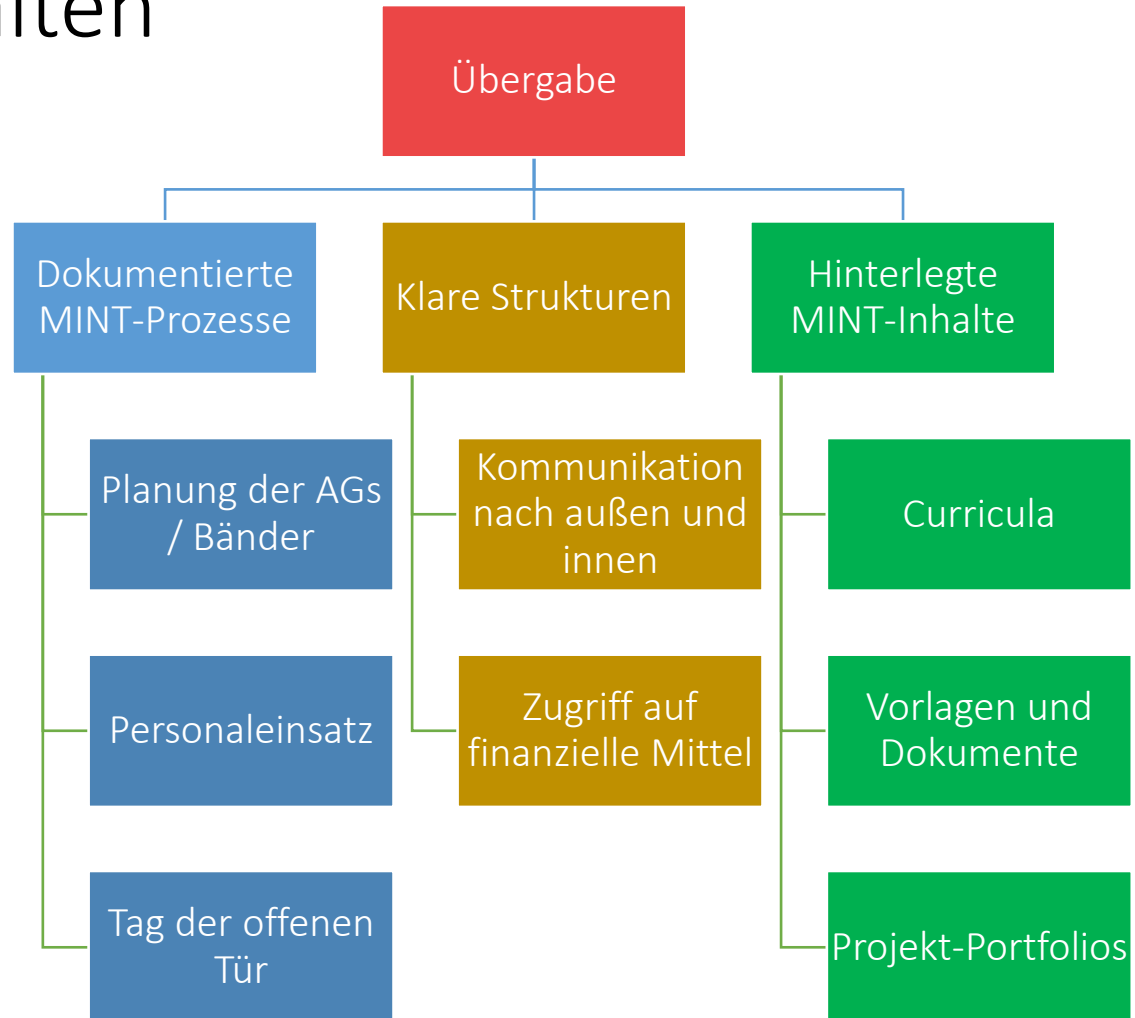 Übergabe
Dokumentierte
MINT-Prozesse
Planung der AGs
/ Bänder
Personaleinsatz
Tag der offenen
Tür
Klare Strukturen
Kommunikation
nach außen und
innen
Zugriff auf
finanzielle Mittel
Hinterlegte
MINT-Inhalte
Curricula
Vorlagen und
Dokumente
Projekt-Portfolios